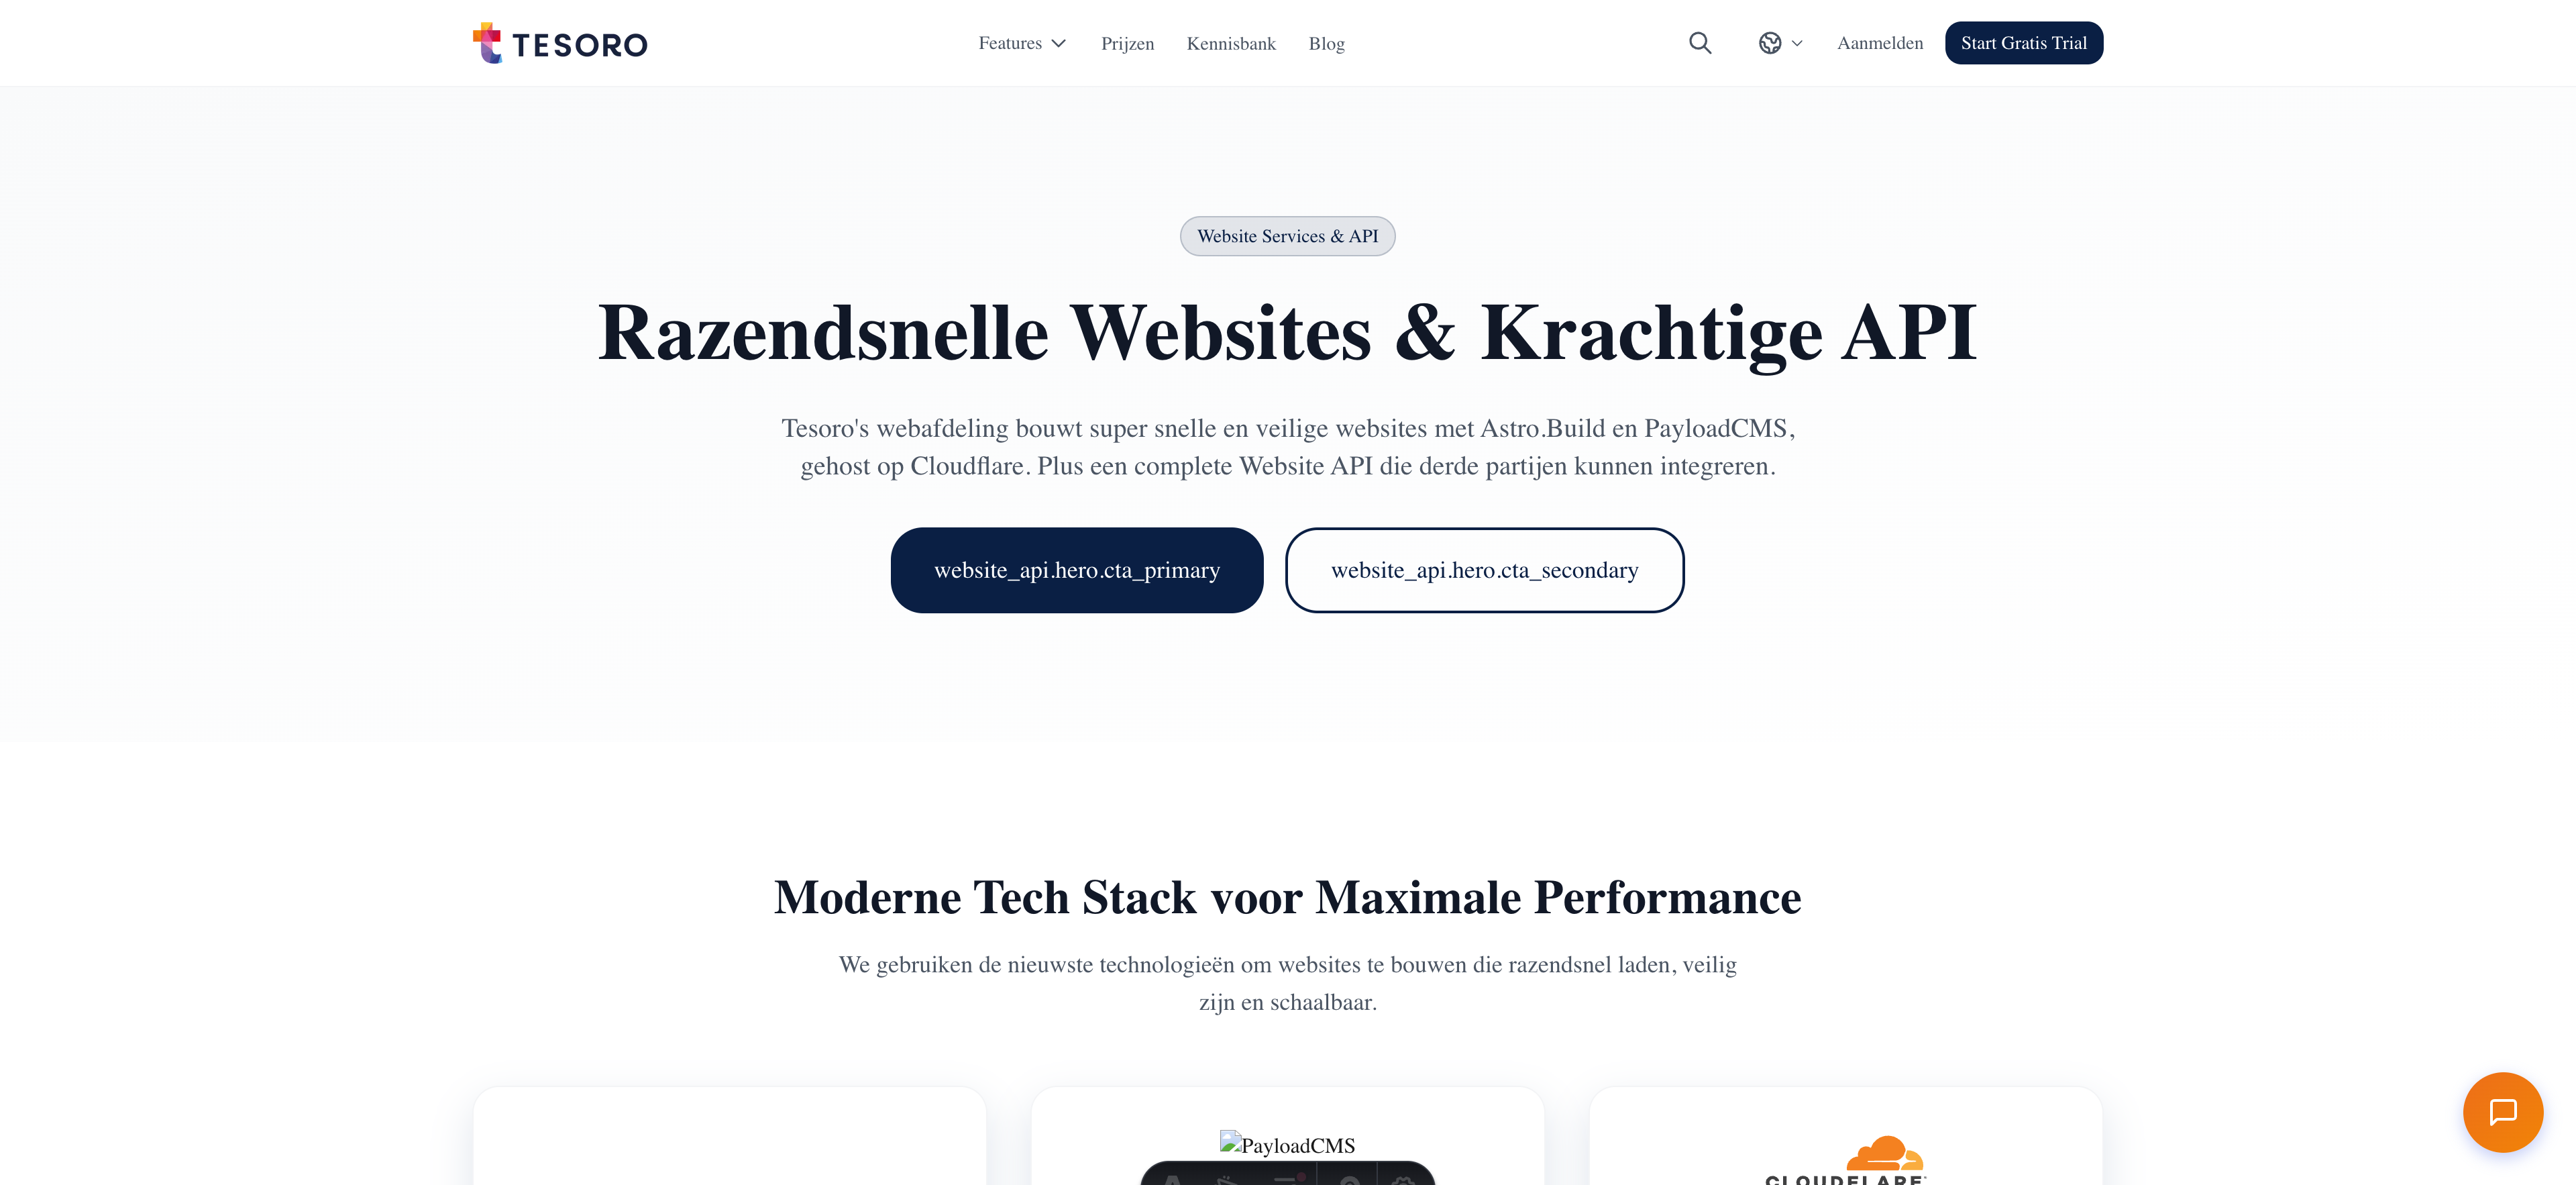 TESORO
Features
Prijzen
Kennisbank
Blog
Aanmelden
Start Gratis Trial
Website Services & API
Razendsnelle Websites & Krachtige API
Tesoro's webafdeling bouwt super snelle en veilige websites met Astro.Build en PayloadCMS,
gehost op Cloudflare. Plus een complete Website API die derde partijen kunnen integreren.
website_api.hero.cta_primary
website_api.hero.cta_secondary
Moderne Tech Stack voor Maximale Performance
We gebruiken de nieuwste technologieën om websites te bouwen die razendsnel laden, veilig
zijn en schaalbaar.
PayloadCMS
CLOUDFLARE